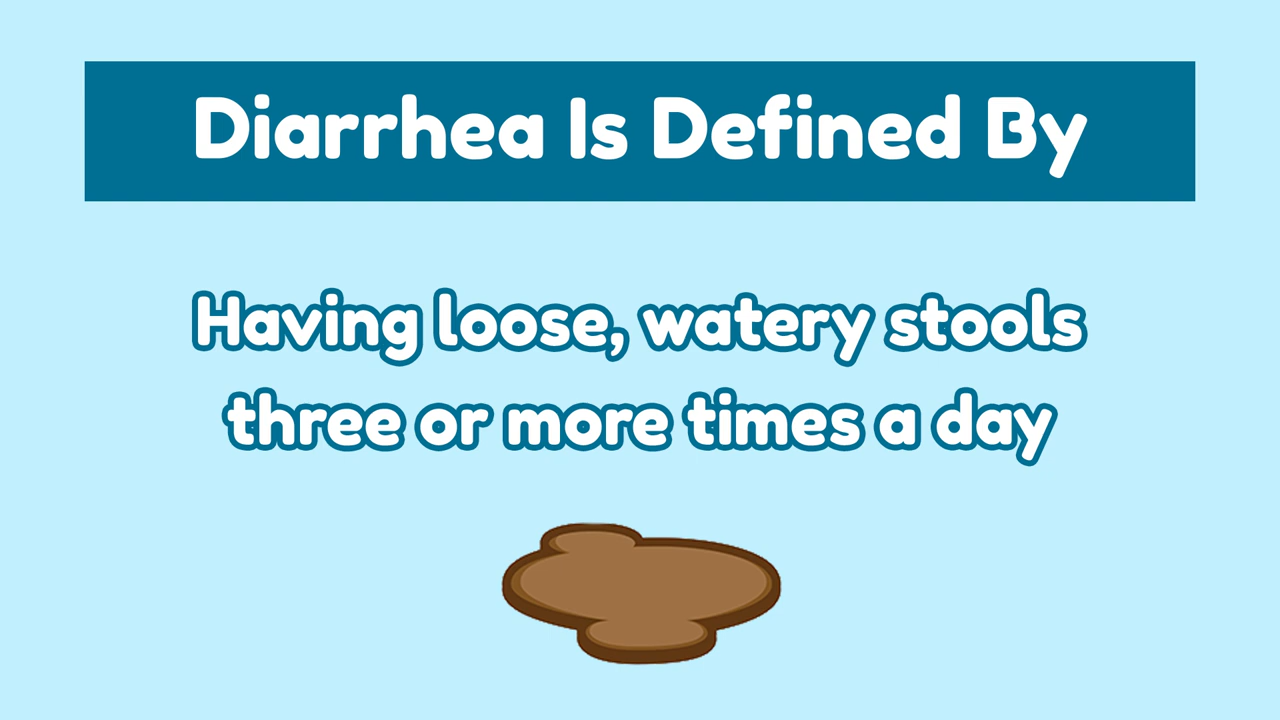 Diarrhea Is Defined By
Having loose, watery stools
three or more times a day